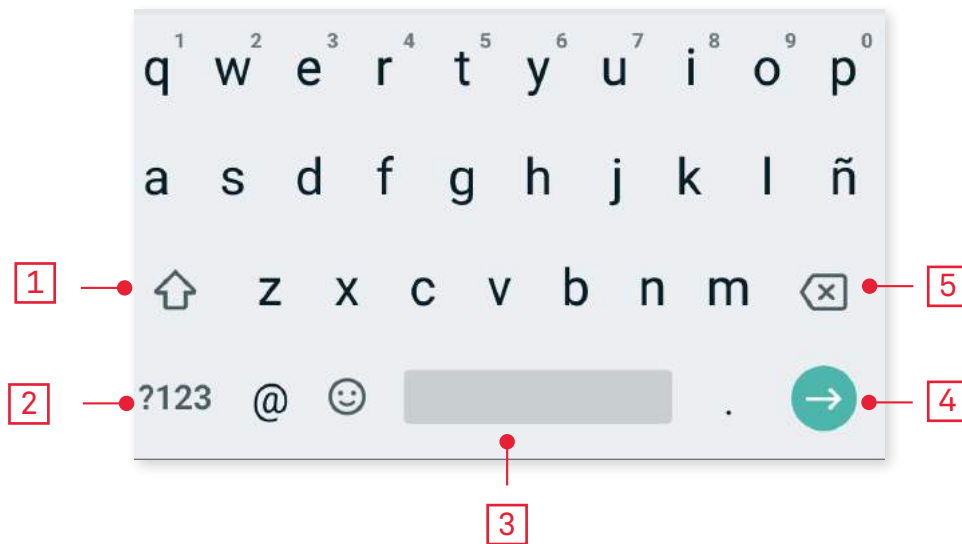 1 2 3 4 5 6 7 8 9 0
q w e r t y u i o p
a s d f g h j k l ñ
1 z x c v b n m 5
2 ?123 @ . 4
3